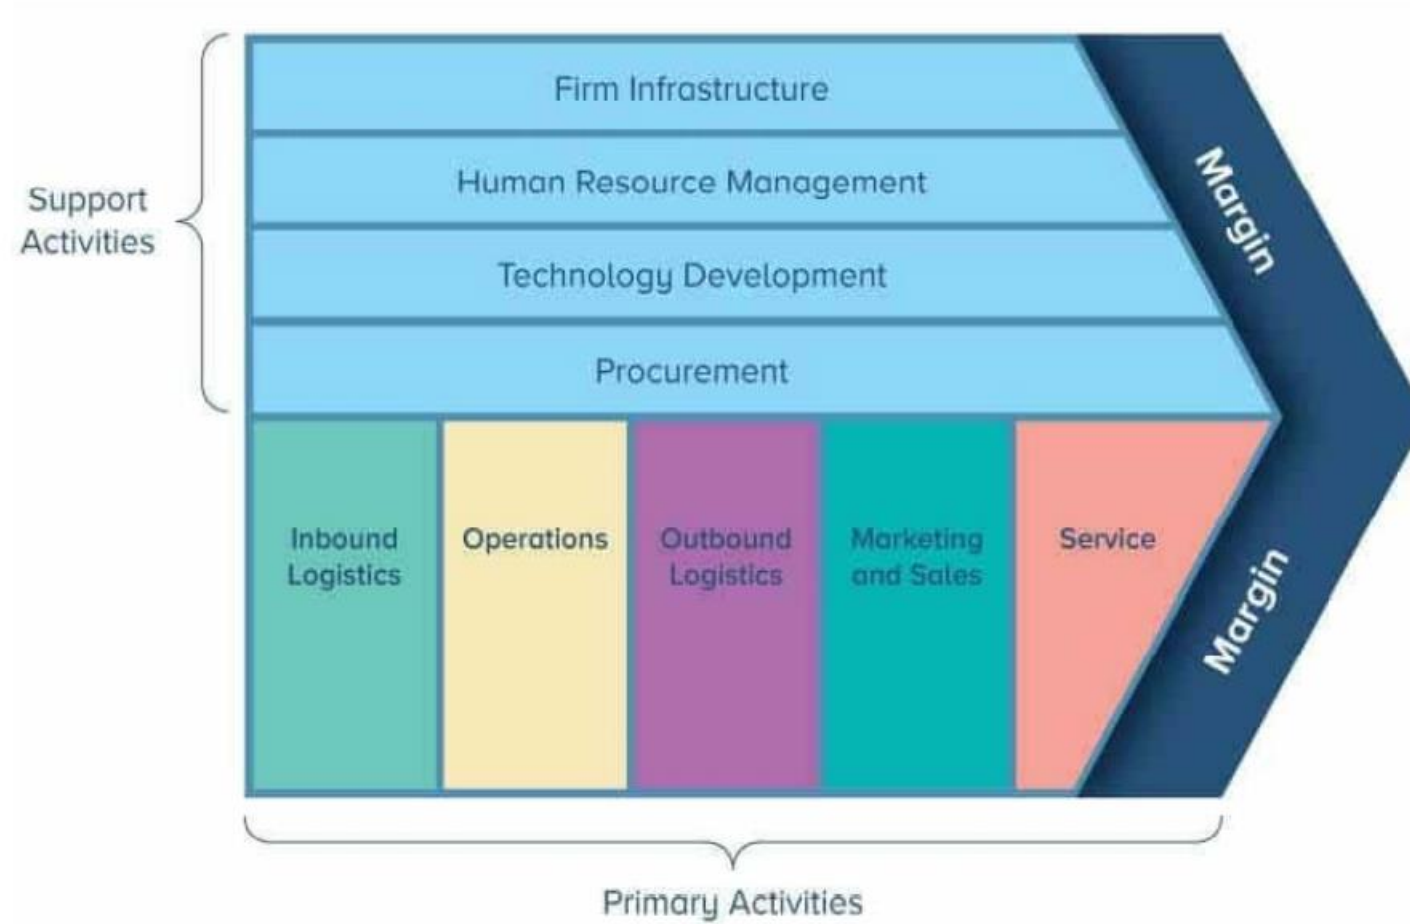 Firm Infrastructure
Human Resource Management
Technology Development
Procurement
Support
Activities
Margin
Inbound
Logistics
Operations
Outbound
Logistics
Marketing
and Sales
Service
Margin
Primary Activities